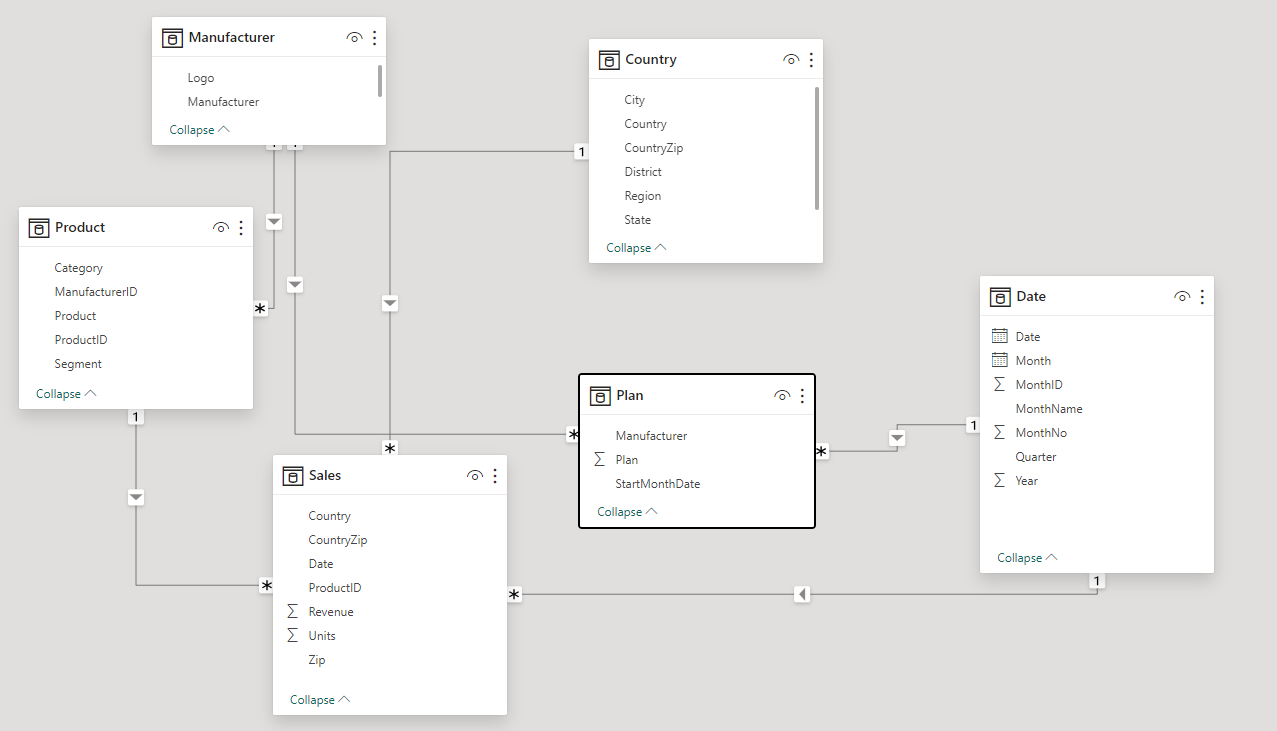 Manufacturer
Logo
Manufacturer
Collapse
1
1
Country
City
Country
CountryZip
District
Region
State
Collapse
1
Product
Category
ManufacturerID
Product
ProductID
Segment
Collapse
1
*
Date
Date
Month
MonthID
MonthName
MonthNo
Quarter
Year
Collapse
1
1
Plan
Manufacturer
Plan
StartMonthDate
Collapse
*
*
Sales
Country
CountryZip
Date
ProductID
Revenue
Units
Zip
Collapse
*
*
*